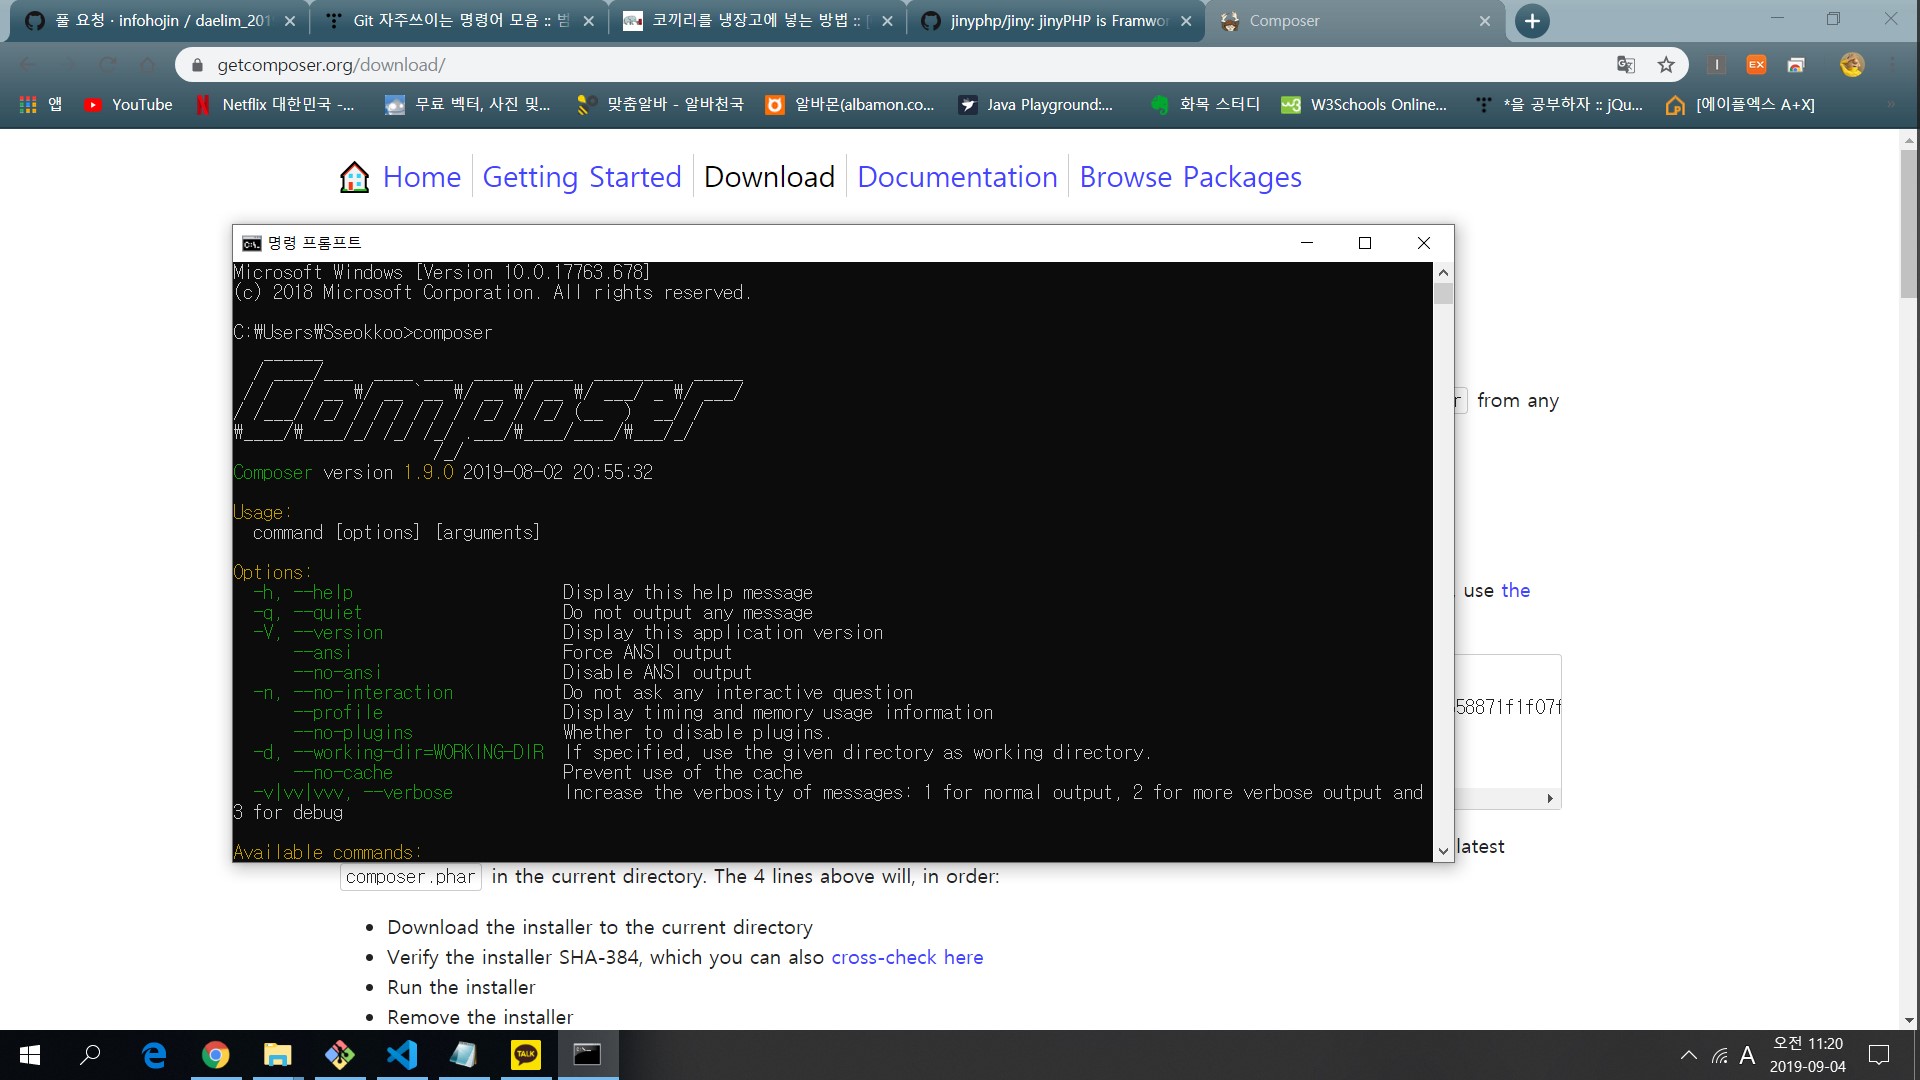 풀 요청 · infohojin / daelim_201
Git 자주쓰이는 명령어 모음 :: 범
코끼리를 냉장고에 넣는 방법 :: [
jinyphp/jiny: jinyPHP is Framwor
Composer
getcomposer.org/download/
앱
YouTube
Netflix 대한민국 -...
무료 벡터, 사진 및...
맞춤알바 - 알바천국
알바몬(albamon.co...
Java Playground:...
화목 스터디
W3Schools Online...
*을 공부하자 :: jQu...
[에이플엑스 A+X]
Home
Getting Started
Download
Documentation
Browse Packages
명령 프롬프트
Microsoft Windows [Version 10.0.17763.678]
(c) 2018 Microsoft Corporation. All rights reserved.
C:₩Users₩Sseokkoo>composer
Composer
Composer version 1.9.0 2019-08-02 20:55:32
Usage:
command [options] [arguments]
Options:
-h, --help Display this help message
-q, --quiet Do not output any message
-V, --version Display this application version
--ansi Force ANSI output
--no-ansi Disable ANSI output
-n, --no-interaction Do not ask any interactive question
--profile Display timing and memory usage information
--no-plugins Whether to disable plugins.
-d, --working-dir=WORKING-DIR If specified, use the given directory as working directory.
--no-cache Prevent use of the cache
-v|vv|vvv, --verbose Increase the verbosity of messages: 1 for normal output, 2 for more verbose output and
3 for debug
Available commands:
r from any
use the
58871f1f07f
latest
composer.phar in the current directory. The 4 lines above will, in order:
• Download the installer to the current directory
• Verify the installer SHA-384, which you can also cross-check here
• Run the installer
• Remove the installer
TALK
A
오전 11:20
2019-09-04